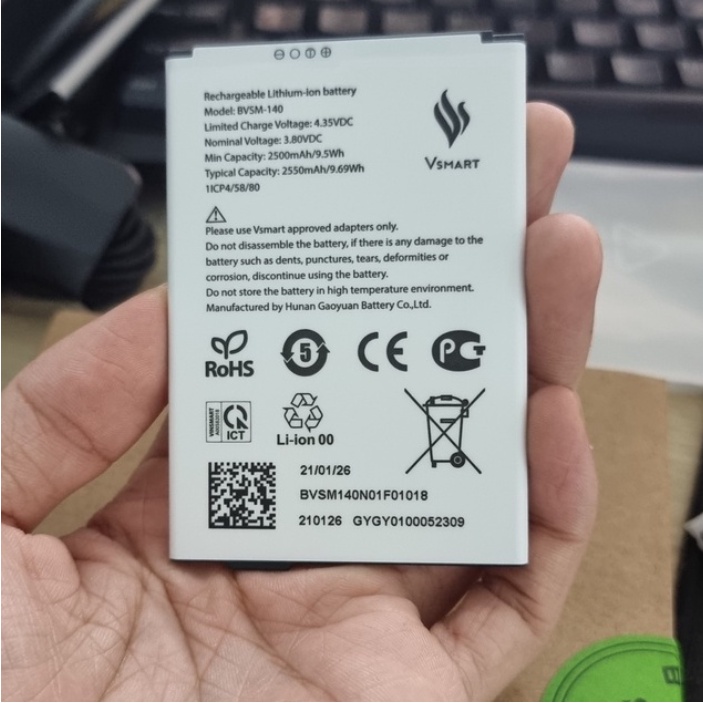 Rechargeable Lithium-ion battery
Model: BVSM-140
Limited Charge Voltage: 4.35VDC
Nominal Voltage: 3.80VDC
Min Capacity: 2500mAh/9.5Wh
Typical Capacity: 2550mAh/9.69Wh
1ICP4/58/80
VSMART
Please use Vsmart approved adapters only.
Do not disassemble the battery, if there is any damage to the
battery such as dents, punctures, tears, deformities or
corrosion, discontinue using the battery.
Do not store the battery in high temperature environment.
Manufactured by Hunan Gaoyuan Battery Co.,Ltd.
RoHS
5
CE
PCT
VINSMART
ICT
Li-ion 00
21/01/26
BVSM140N01F01018
210126 GYGY0100052309